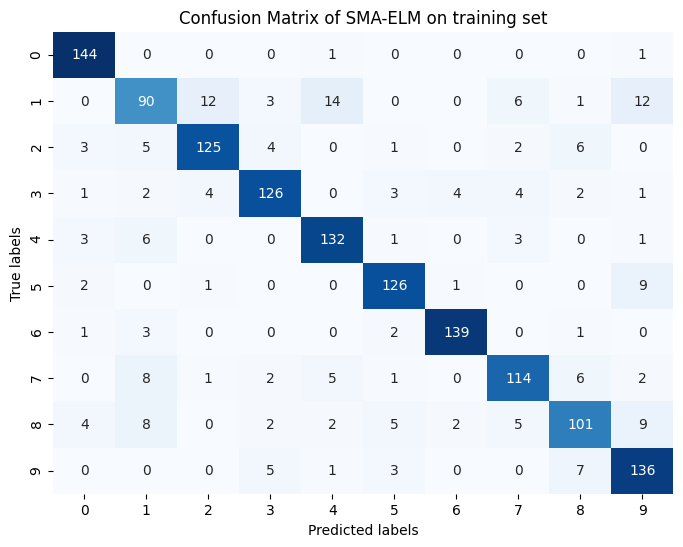 Confusion Matrix of SMA-ELM on training set
True labels
0 144 0 0 0 1 0 0 0 0 1
1 0 90 12 3 14 0 0 6 1 12
2 3 5 125 4 0 1 0 2 6 0
3 1 2 4 126 0 3 4 4 2 1
4 3 6 0 0 132 1 0 3 0 1
5 2 0 1 0 0 126 1 0 0 9
6 1 3 0 0 0 2 139 0 1 0
7 0 8 1 2 5 1 0 114 6 2
8 4 8 0 2 2 5 2 5 101 9
9 0 0 0 5 1 3 0 0 7 136
0 1 2 3 4 5 6 7 8 9
Predicted labels